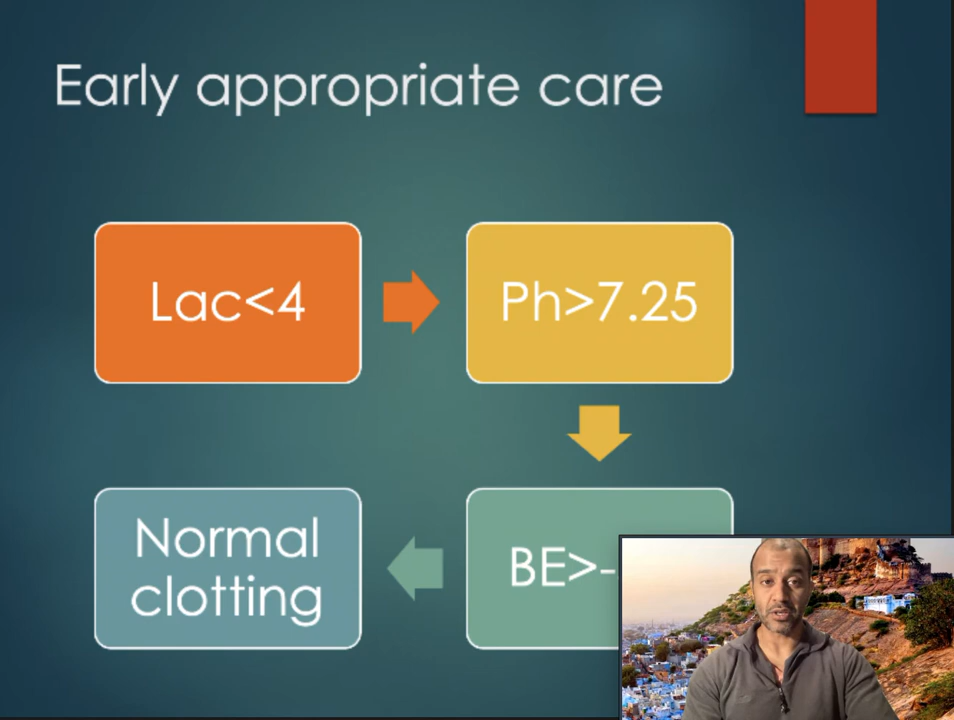 Early appropriate care
Lac<4
Ph>7.25
Normal
clotting
BE>-